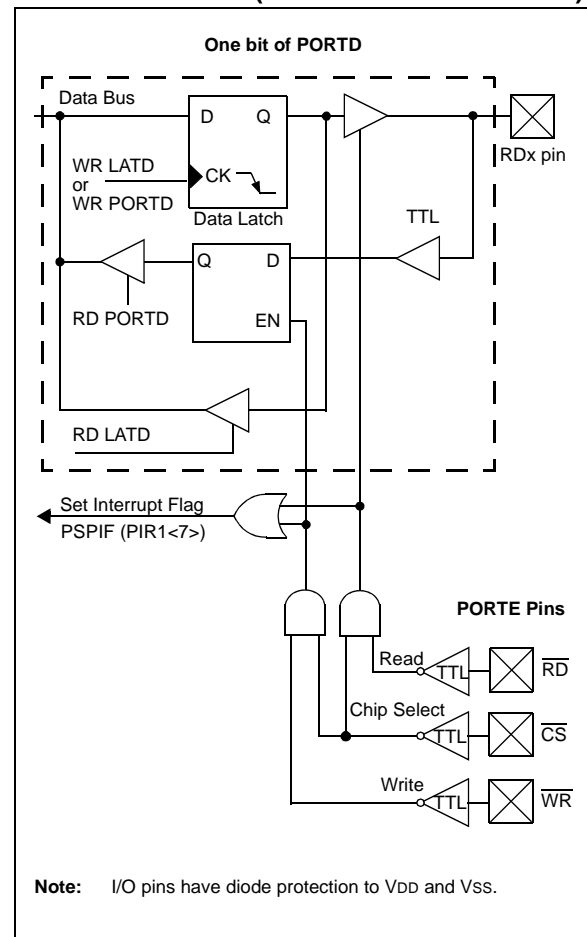 One bit of PORTD
Data Bus
D Q
RDx pin
WR LATD
or
WR PORTD
CK
Data Latch
TTL
Q D
EN
RD PORTD
RD LATD
Set Interrupt Flag
PSPIF (PIR1<7>)
PORTE Pins
Read
TTL
RD
Chip Select
TTL
CS
Write
TTL
WR
Note: I/O pins have diode protection to VDD and VSS.